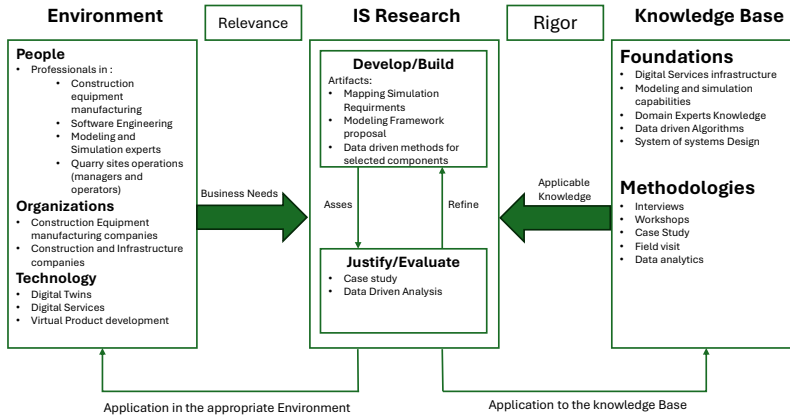 Environment
Relevance
IS Research
Rigor
Knowledge Base
People
• Professionals in :
• Construction
equipment
manufacturing
• Software Engineering
• Modeling and
Simulation experts
• Quarry sites operations
(managers and
operators)
Organizations
• Construction Equipment
manufacturing companies
• Construction and Infrastructure
companies
Technology
• Digital Twins
• Digital Services
• Virtual Product development
Business Needs
Develop/Build
Artifacts:
• Mapping Simulation
Requirments
• Modeling Framework
proposal
• Data driven methods for
selected components
Asses
Refine
Justify/Evaluate
• Case study
• Data Driven Analysis
Applicable
Knowledge
Foundations
• Digital Services infrastructure
• Modeling and simulation
capabilities
• Domain Experts Knowledge
• Data driven Algorithms
• System of systems Design
Methodologies
• Interviews
• Workshops
• Case Study
• Field visit
• Data analytics
Application in the appropriate Environment
Application to the knowledge Base